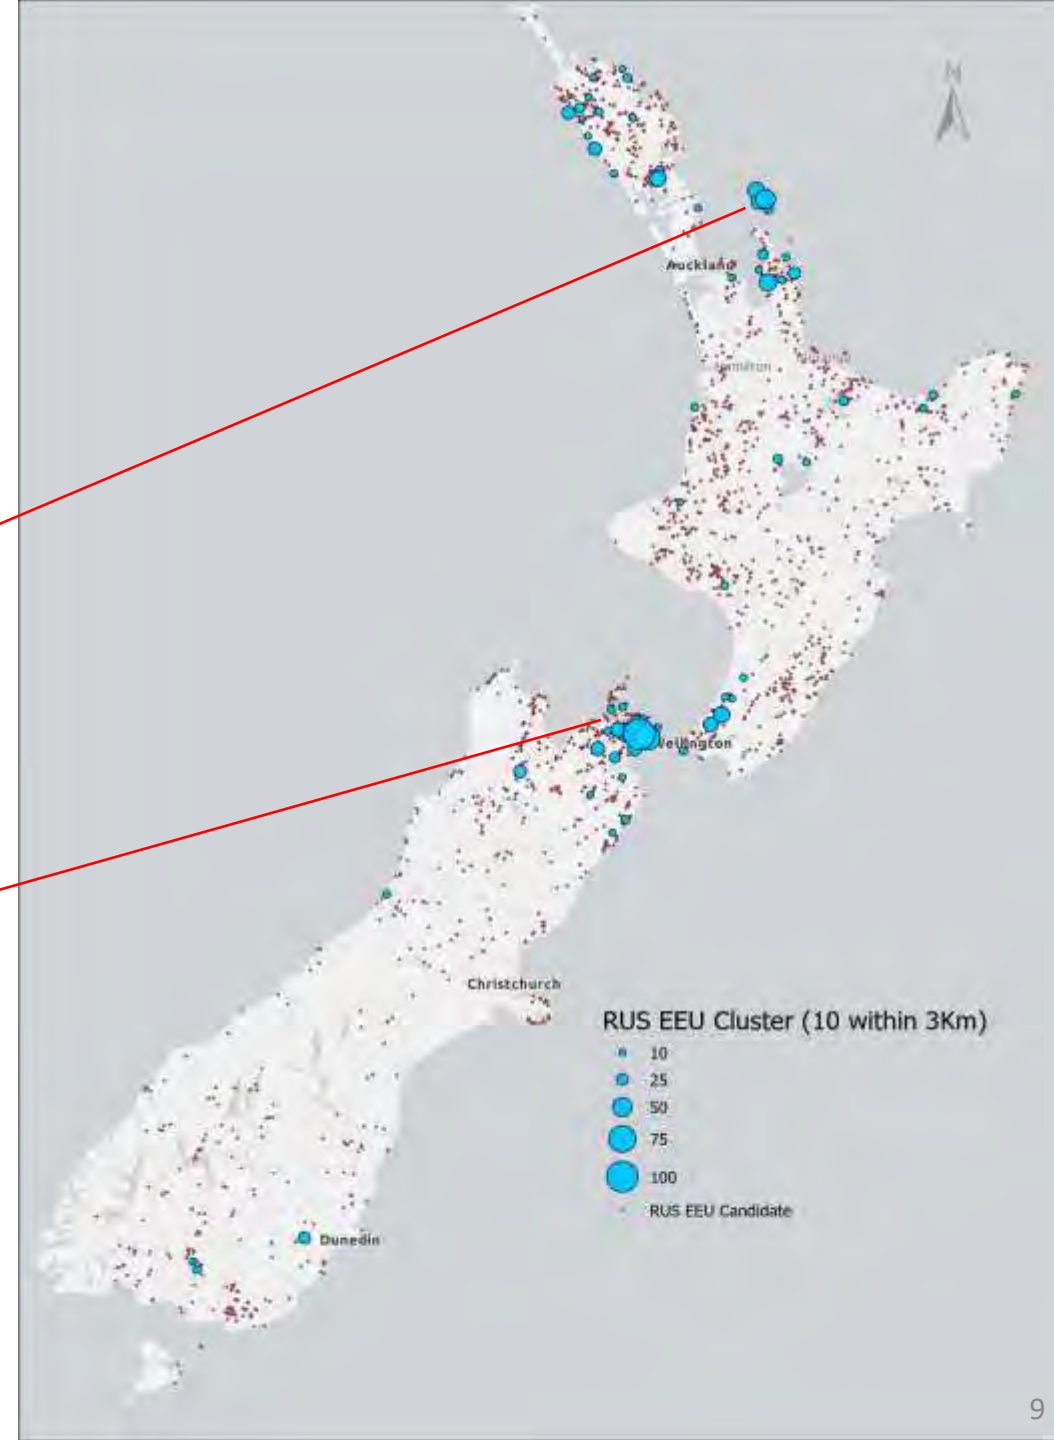 N
Auckland
Hamilton
Wellington
Christchurch
RUS EEU Cluster (10 within 3Km)
10
25
50
75
100
RUS EEU Candidate
Dunedin
9